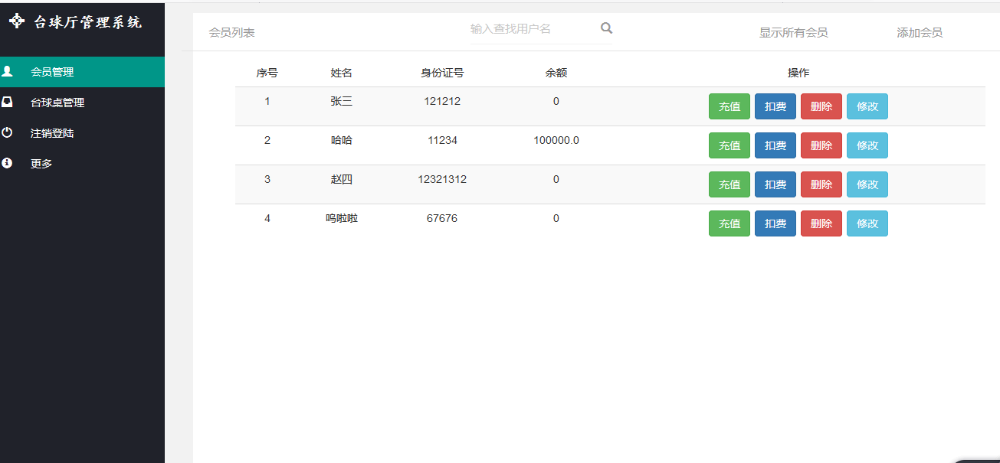 台球厅管理系统
会员管理
台球桌管理
注销登陆
更多
会员列表 输入查找用户名 显示所有会员 添加会员
序号 姓名 身份证号 余额 操作
1 张三 121212 0 充值 扣费 删除 修改
2 哈哈 11234 100000.0 充值 扣费 删除 修改
3 赵四 12321312 0 充值 扣费 删除 修改
4 呜啦啦 67676 0 充值 扣费 删除 修改